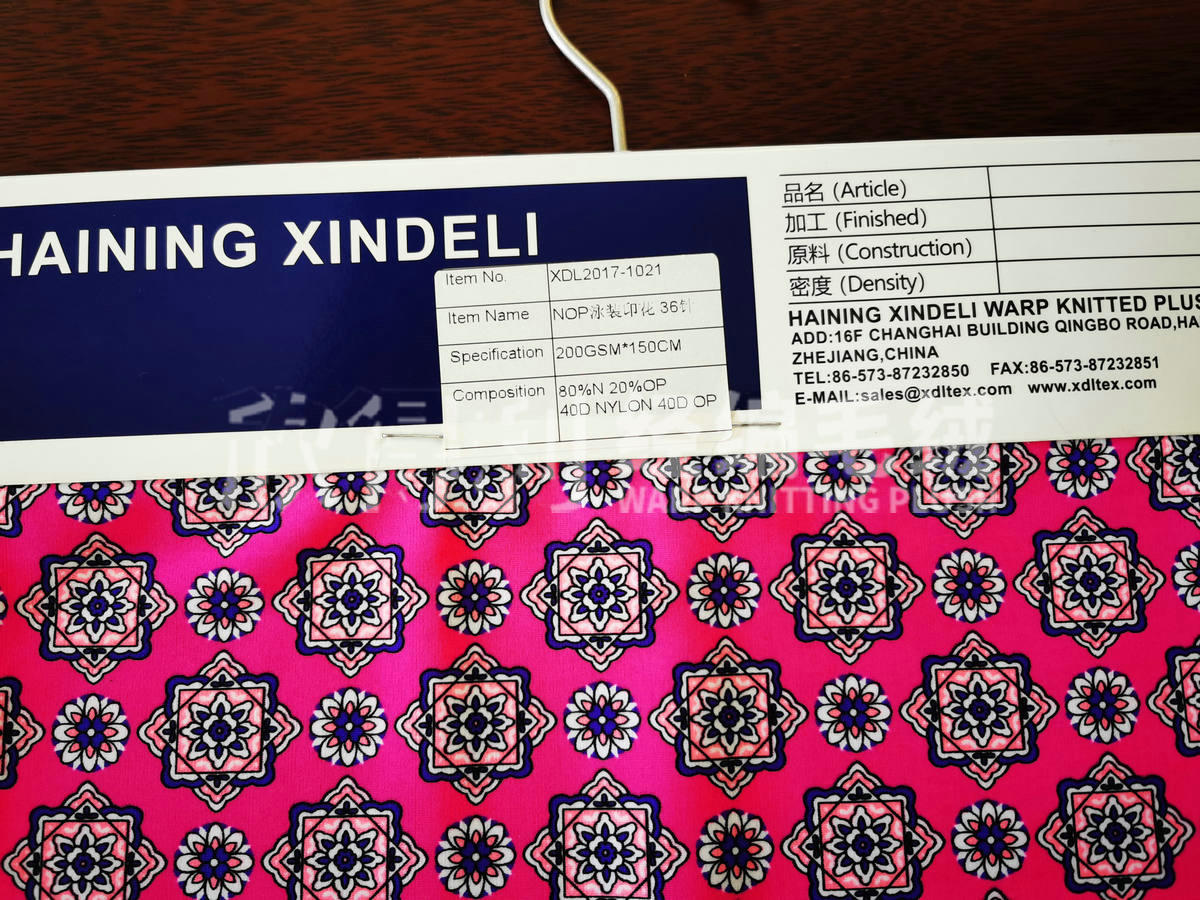 HAINING XINDELI
Item No. XDL2017-1021
Item Name NOP泳装印花 36针
Specification 200GSM*150CM
Composition 80%N 20%OP
40D NYLON 40D OP
品名 (Article)
加工 (Finished)
原料 (Construction)
密度 (Density)
HAINING XINDELI WARP KNITTED PLUS
ADD:16F CHANGHAI BUILDING QINGBO ROAD,HA
ZHEJIANG,CHINA
TEL:86-573-87232850 FAX:86-573-87232851
E-MAIL:sales@xdltex.com www.xdltex.com
WARP KNITTING PLUSH